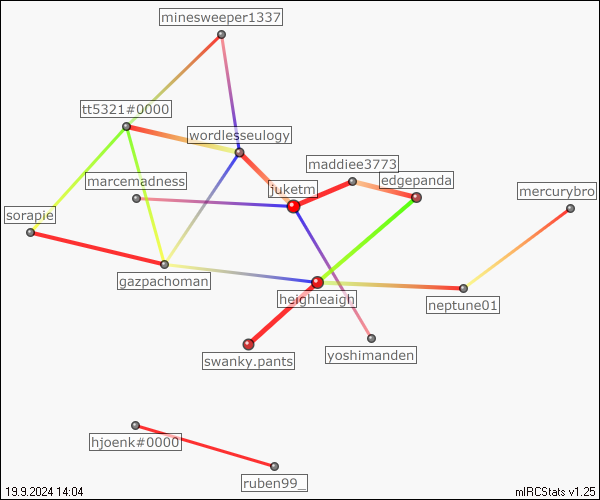 minesweeper1337
tt5321#0000
wordlesseulogy
maddiee3773
marcemadness
edgepanda
juketm
mercurybro
sorapie
gazpachoman
heighleaigh
neptune01
swanky.pants
yoshimanden
hjoenk#0000
ruben99_
19.9.2024 14:04
mIRCStats v1.25